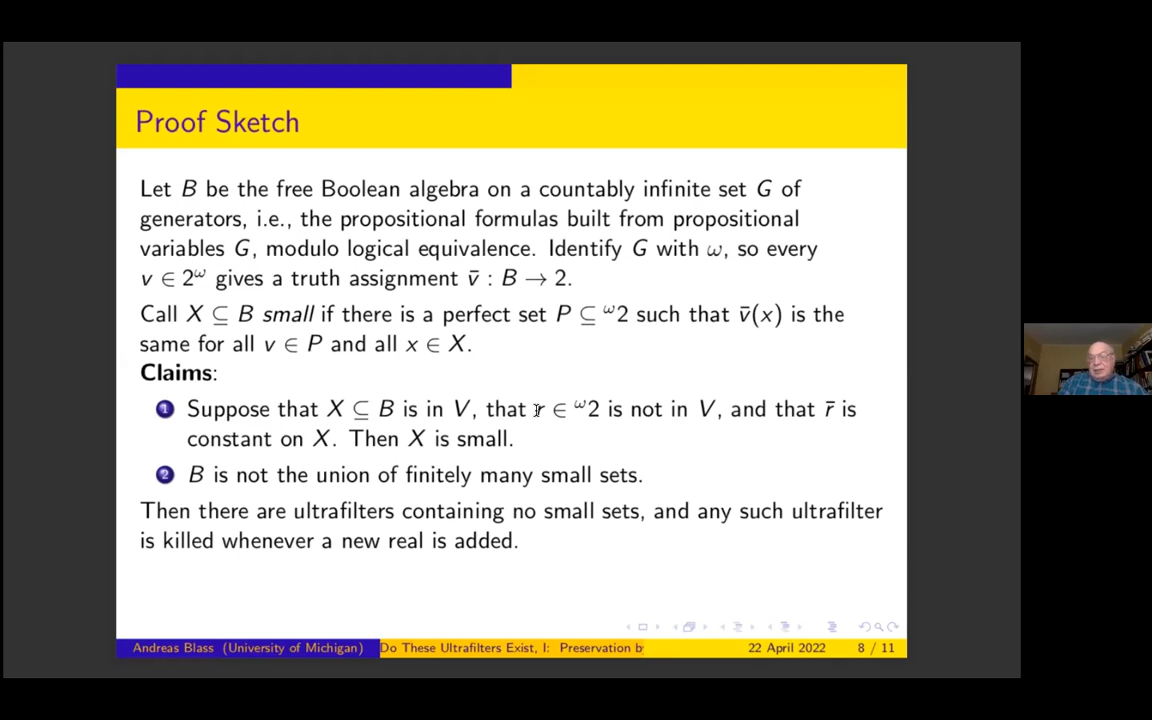 Proof Sketch
Let B be the free Boolean algebra on a countably infinite set G of
generators, i.e., the propositional formulas built from propositional
variables G, modulo logical equivalence. Identify G with ω, so every
v ∈ 2^ω gives a truth assignment v̄ : B → 2.
Call X ⊆ B small if there is a perfect set P ⊆ ^ω2 such that v̄(x) is the
same for all v ∈ P and all x ∈ X.
Claims:
1 Suppose that X ⊆ B is in V, that r ∈ ^ω2 is not in V, and that r̄ is
constant on X. Then X is small.
2 B is not the union of finitely many small sets.
Then there are ultrafilters containing no small sets, and any such ultrafilter
is killed whenever a new real is added.
Andreas Blass (University of Michigan) Do These Ultrafilters Exist, I: Preservation b 22 April 2022 8 / 11